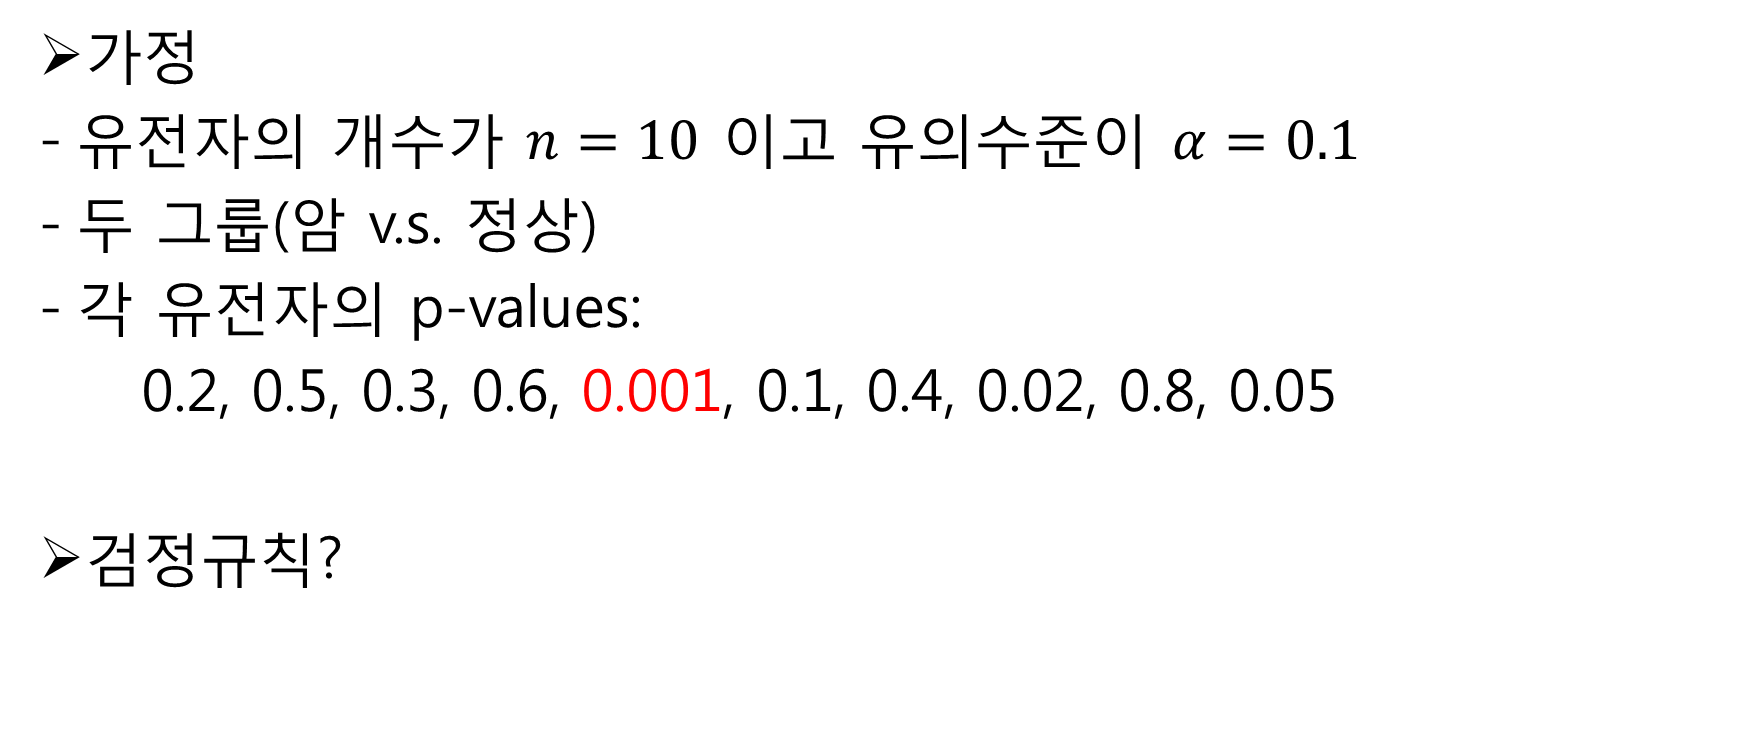 ➢가정
- 유전자의 개수가 n = 10 이고 유의수준이 α = 0.1
- 두 그룹(암 v.s. 정상)
- 각 유전자의 p-values:
0.2, 0.5, 0.3, 0.6, 0.001, 0.1, 0.4, 0.02, 0.8, 0.05
➢검정규칙?